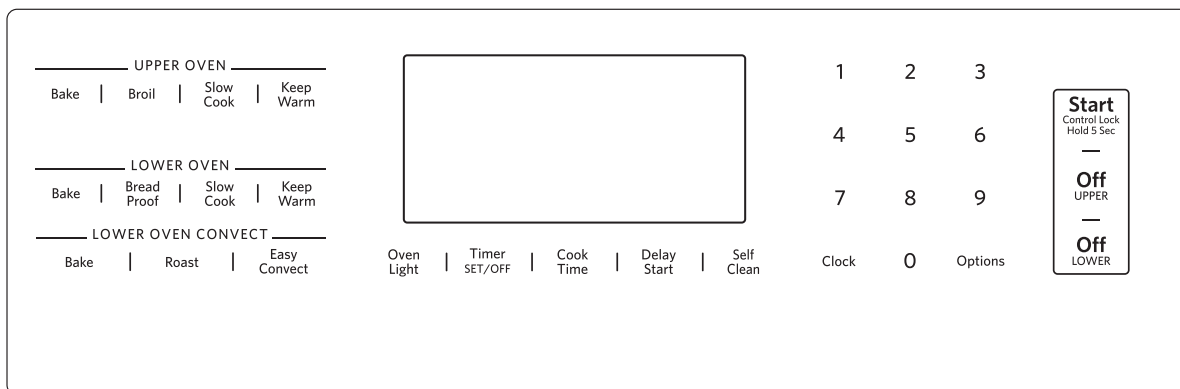 UPPER OVEN
Bake | Broil | Slow Cook | Keep Warm
LOWER OVEN
Bake | Bread Proof | Slow Cook | Keep Warm
LOWER OVEN CONVECT
Bake | Roast | Easy Convect
Oven Light | Timer SET/OFF | Cook Time | Delay Start | Self Clean
1 2 3
4 5 6
7 8 9
Clock 0 Options
Start
Control Lock
Hold 5 Sec
Off
UPPER
Off
LOWER